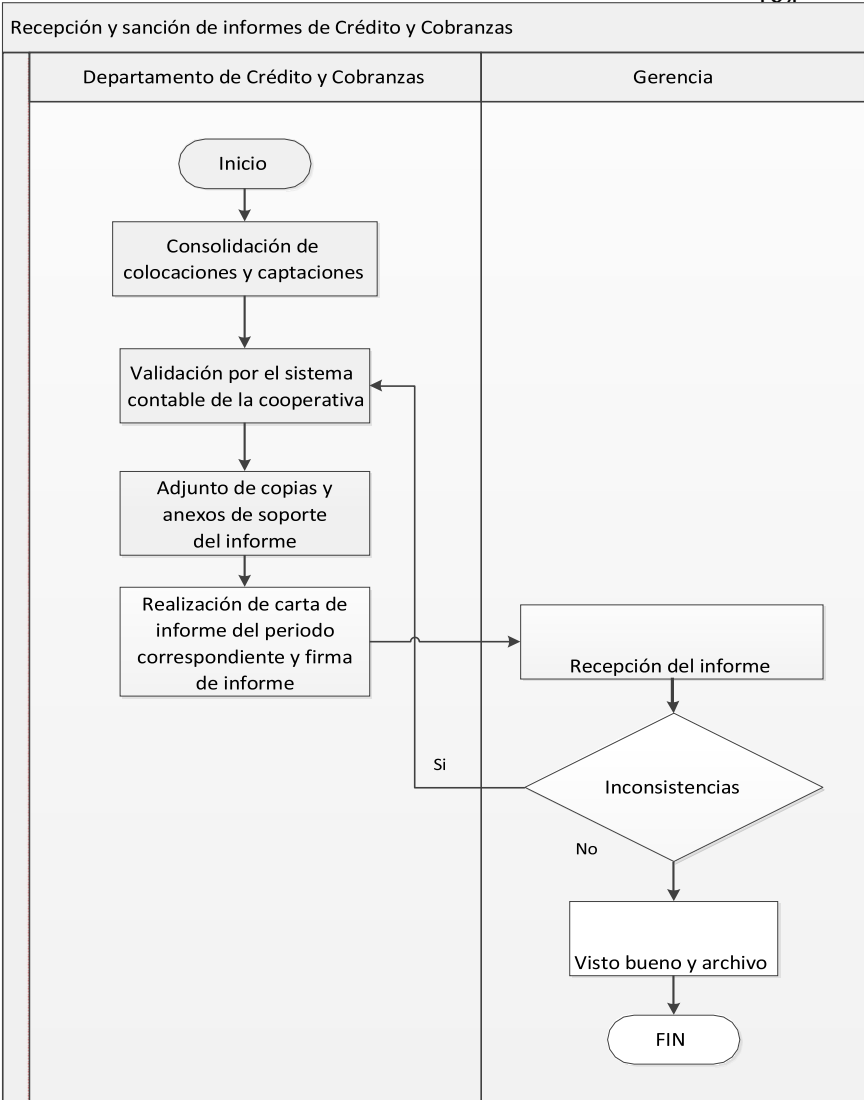 Recepción y sanción de informes de Crédito y Cobranzas
Departamento de Crédito y Cobranzas
Gerencia
Inicio
Consolidación de
colocaciones y captaciones
Validación por el sistema
contable de la cooperativa
Adjunto de copias y
anexos de soporte
del informe
Realización de carta de
informe del periodo
correspondiente y firma
de informe
Recepción del informe
Si
Inconsistencias
No
Visto bueno y archivo
FIN